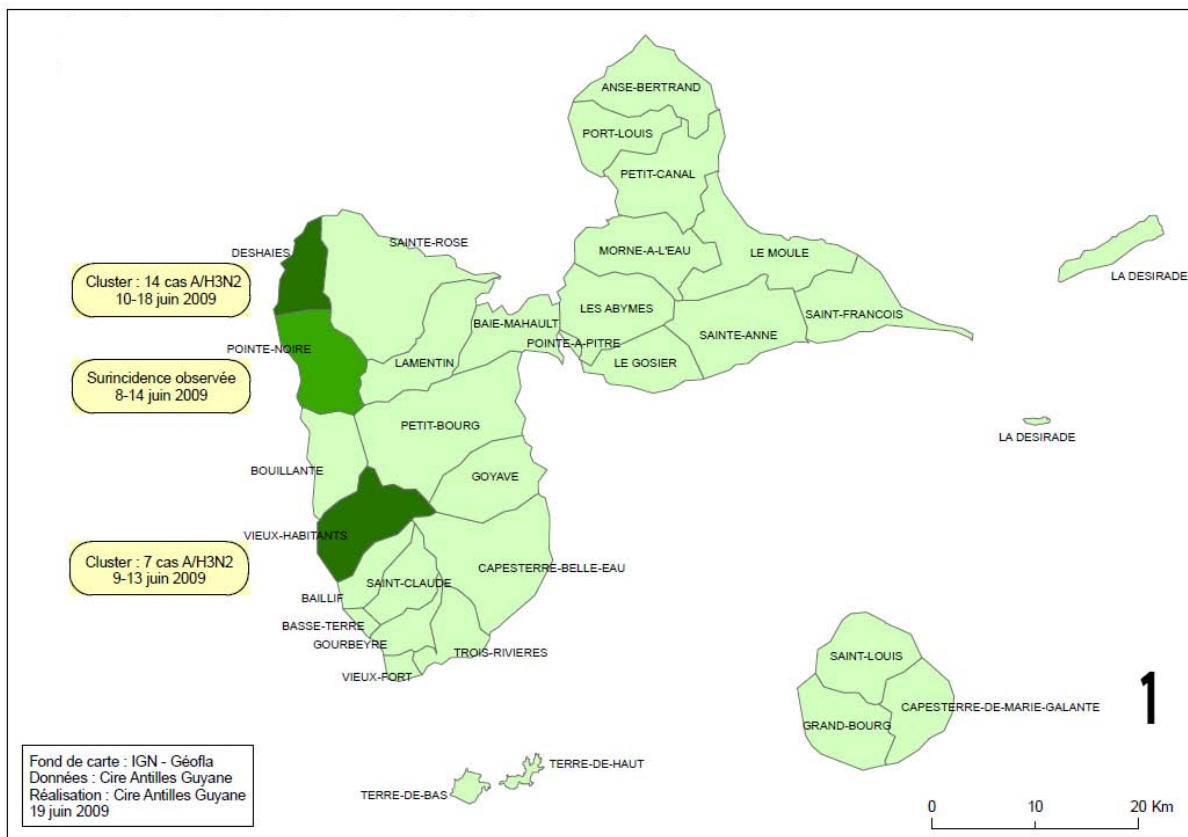 ANSE-BERTRAND
PORT-LOUIS
PETIT-CANAL
DESHAIES
SAINTE-ROSE
MORNE-A-L'EAU
LE MOULE
LA DESIRADE
Cluster : 14 cas A/H3N2
10-18 juin 2009
LES ABYMES
SAINT-FRANCOIS
BAIE-MAHAULT
SAINTE-ANNE
POINTE-NOIRE
POINTE-A-PITRE
LAMENTIN
LE GOSIER
Surincidence observée
8-14 juin 2009
PETIT-BOURG
LA DESIRADE
BOUILLANTE
GOYAVE
VIEUX-HABITANTS
Cluster : 7 cas A/H3N2
9-13 juin 2009
SAINT-CLAUDE
CAPESTERRE-BELLE-EAU
BAILLIF
BASSE-TERRE
GOURBEYRE
TROIS-RIVIERES
VIEUX-FORT
SAINT-LOUIS
CAPESTERRE-DE-MARIE-GALANTE
GRAND-BOURG
1
TERRE-DE-HAUT
TERRE-DE-BAS
Fond de carte : IGN - Géofla
Données : Cire Antilles Guyane
Réalisation : Cire Antilles Guyane
19 juin 2009
0 10 20 Km